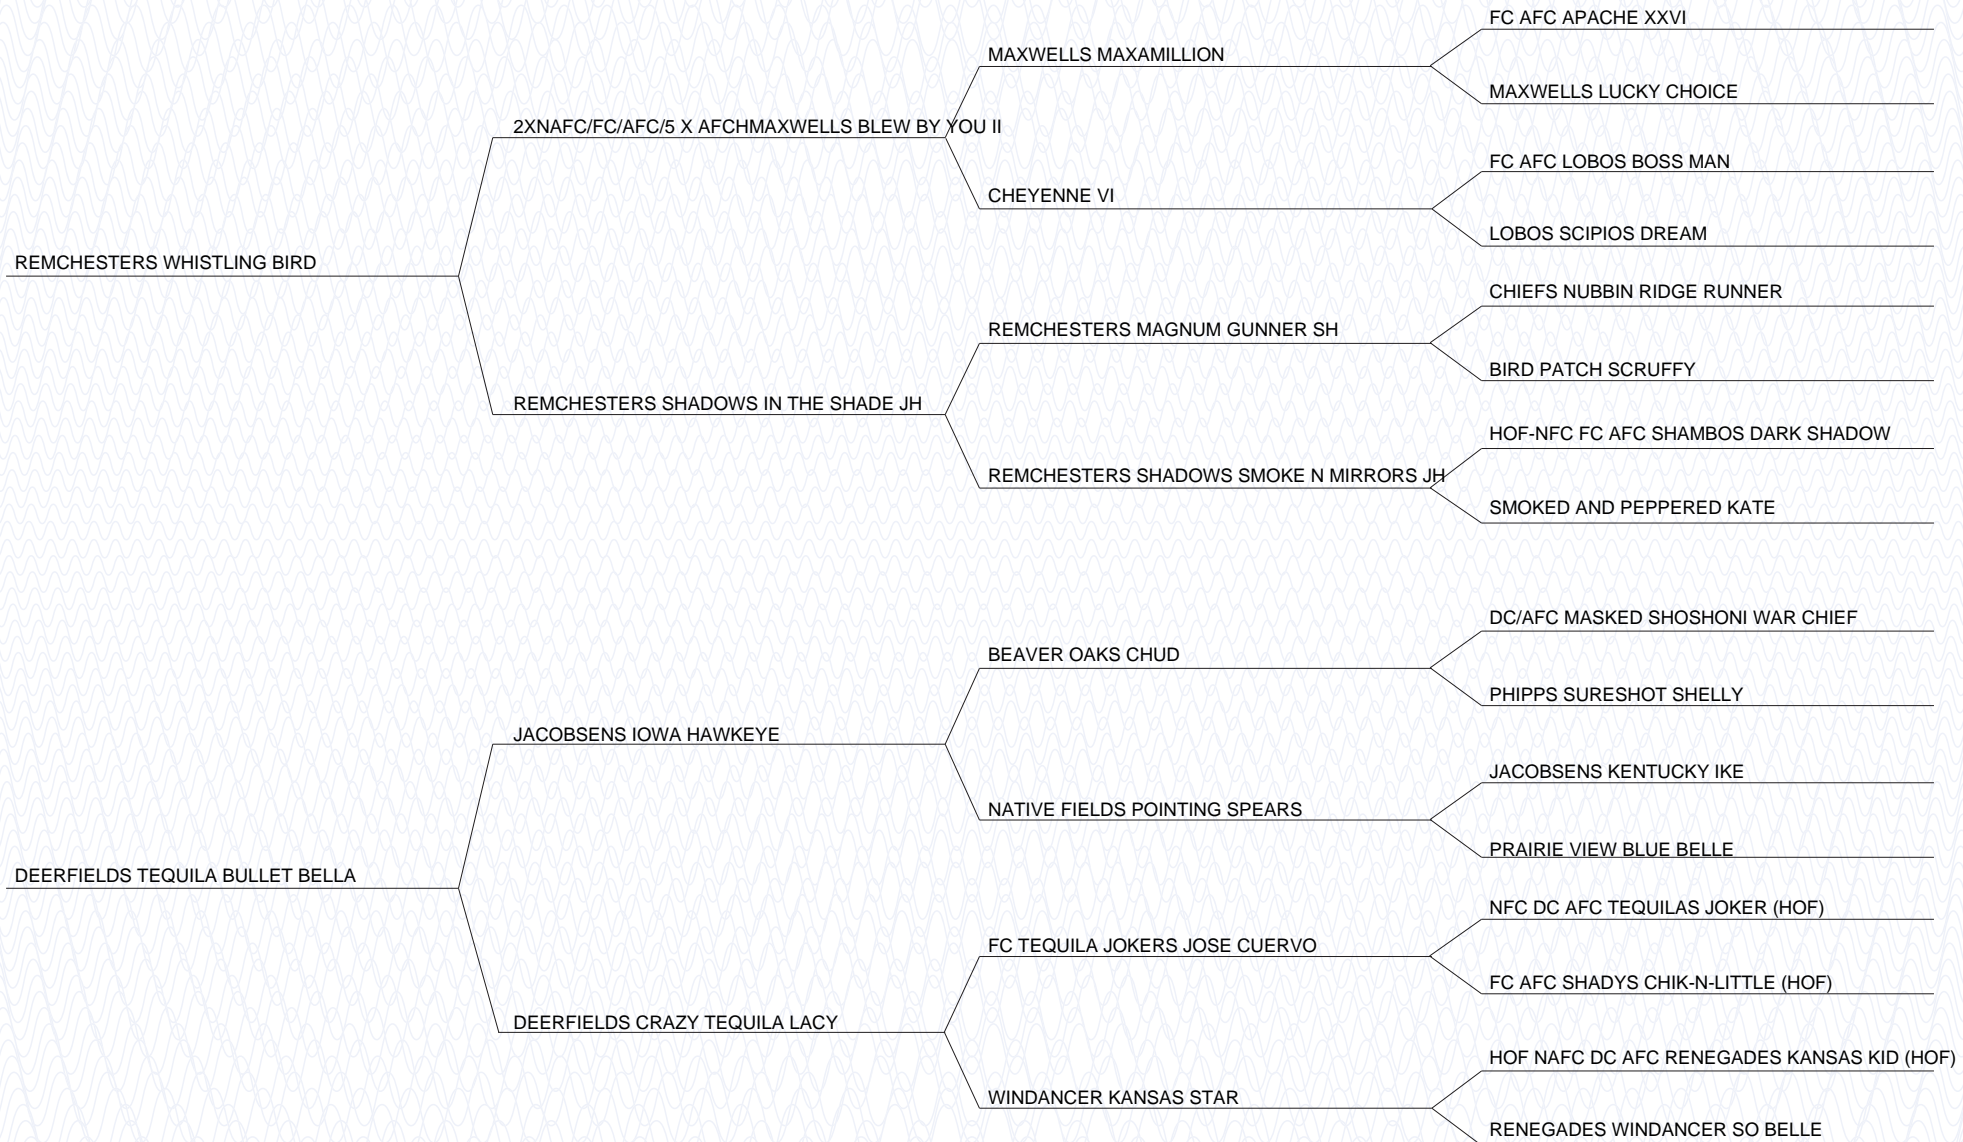 FC AFC APACHE XXVI
MAXWELLS MAXAMILLION
MAXWELLS LUCKY CHOICE
2XNAFC/FC/AFC/5 X AFCHMAXWELLS BLEW BY YOU II
FC AFC LOBOS BOSS MAN
CHEYENNE VI
LOBOS SCIPIOS DREAM
REMCHESTERS WHISTLING BIRD
CHIEFS NUBBIN RIDGE RUNNER
REMCHESTERS MAGNUM GUNNER SH
BIRD PATCH SCRUFFY
REMCHESTERS SHADOWS IN THE SHADE JH
HOF-NFC FC AFC SHAMBOS DARK SHADOW
REMCHESTERS SHADOWS SMOKE N MIRRORS JH
SMOKED AND PEPPERED KATE
DC/AFC MASKED SHOSHONI WAR CHIEF
BEAVER OAKS CHUD
PHIPPS SURESHOT SHELLY
JACOBSENS IOWA HAWKEYE
JACOBSENS KENTUCKY IKE
NATIVE FIELDS POINTING SPEARS
PRAIRIE VIEW BLUE BELLE
DEERFIELDS TEQUILA BULLET BELLA
NFC DC AFC TEQUILAS JOKER (HOF)
FC TEQUILA JOKERS JOSE CUERVO
FC AFC SHADYS CHIK-N-LITTLE (HOF)
DEERFIELDS CRAZY TEQUILA LACY
HOF NAFC DC AFC RENEGADES KANSAS KID (HOF)
WINDANCER KANSAS STAR
RENEGADES WINDANCER SO BELLE